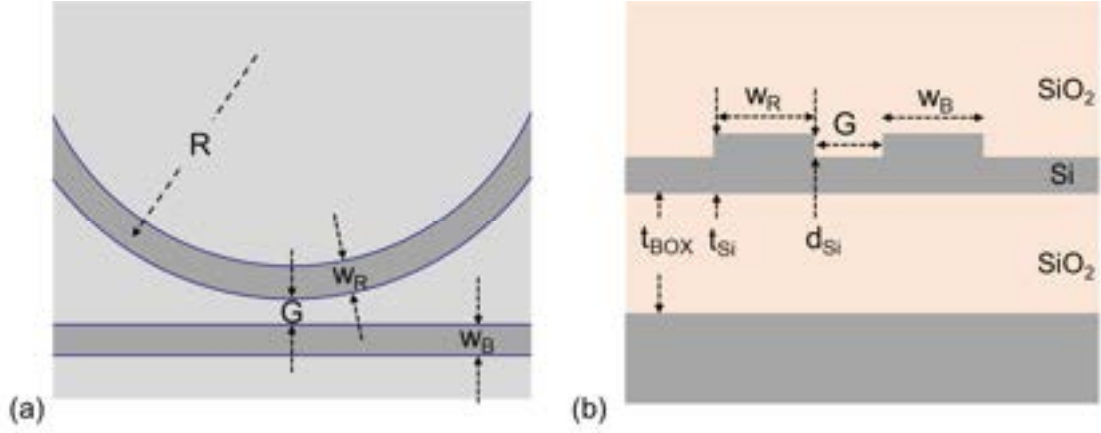 R
w_R
G
w_B
(a)
w_R
w_B
SiO₂
G
Si
t_BOX
t_Si
d_Si
SiO₂
(b)